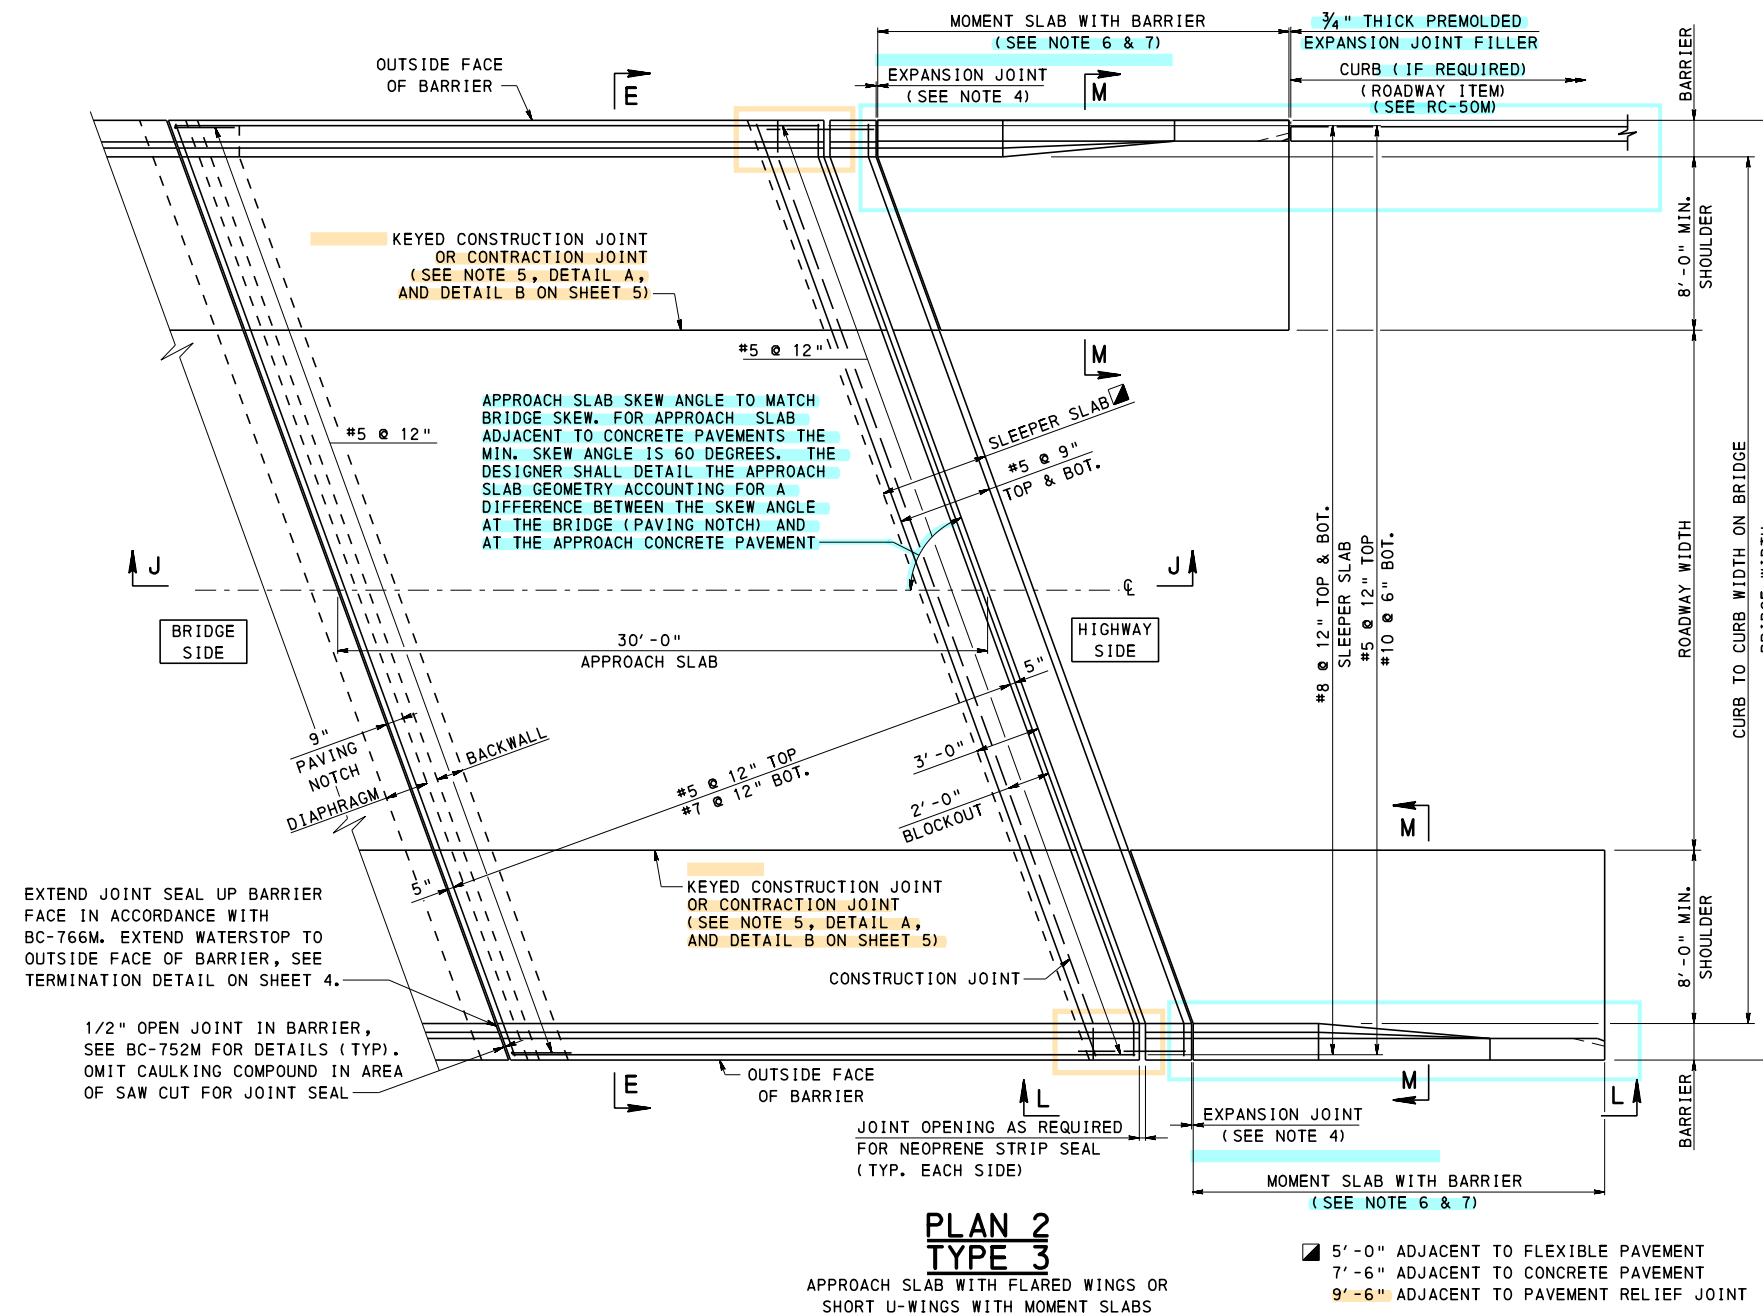 MOMENT SLAB WITH BARRIER
(SEE NOTE 6 & 7)
3/4" THICK PREMOLDED
EXPANSION JOINT FILLER
CURB (IF REQUIRED)
(ROADWAY ITEM)
(SEE RC-50M)
BARRIER
OUTSIDE FACE
OF BARRIER
E
EXPANSION JOINT
(SEE NOTE 4)
M
8'-0" MIN.
SHOULDER
KEYED CONSTRUCTION JOINT
OR CONTRACTION JOINT
(SEE NOTE 5, DETAIL A,
AND DETAIL B ON SHEET 5)
#5 @ 12"
M
#5 @ 12"
APPROACH SLAB SKEW ANGLE TO MATCH
BRIDGE SKEW. FOR APPROACH SLAB
ADJACENT TO CONCRETE PAVEMENTS THE
MIN. SKEW ANGLE IS 60 DEGREES. THE
DESIGNER SHALL DETAIL THE APPROACH
SLAB GEOMETRY ACCOUNTING FOR A
DIFFERENCE BETWEEN THE SKEW ANGLE
AT THE BRIDGE (PAVING NOTCH) AND
AT THE APPROACH CONCRETE PAVEMENT
SLEEPER SLAB
#5 @ 9"
TOP & BOT.
J
J
℄
BRIDGE
SIDE
30'-0"
APPROACH SLAB
HIGHWAY
SIDE
#8 @ 12" TOP & BOT.
SLEEPER SLAB
#5 @ 12" TOP
#10 @ 6" BOT.
ROADWAY WIDTH
CURB TO CURB WIDTH ON BRIDGE
9"
PAVING
NOTCH
DIAPHRAGM
BACKWALL
#5 @ 12" TOP
#7 @ 12" BOT.
5"
3'-0"
2'-0"
BLOCKOUT
5"
M
KEYED CONSTRUCTION JOINT
OR CONTRACTION JOINT
(SEE NOTE 5, DETAIL A,
AND DETAIL B ON SHEET 5)
CONSTRUCTION JOINT
8'-0" MIN.
SHOULDER
EXTEND JOINT SEAL UP BARRIER
FACE IN ACCORDANCE WITH
BC-766M. EXTEND WATERSTOP TO
OUTSIDE FACE OF BARRIER, SEE
TERMINATION DETAIL ON SHEET 4.
1/2" OPEN JOINT IN BARRIER,
SEE BC-752M FOR DETAILS (TYP).
OMIT CAULKING COMPOUND IN AREA
OF SAW CUT FOR JOINT SEAL
E
OUTSIDE FACE
OF BARRIER
L
M
L
BARRIER
JOINT OPENING AS REQUIRED
FOR NEOPRENE STRIP SEAL
(TYP. EACH SIDE)
EXPANSION JOINT
(SEE NOTE 4)
MOMENT SLAB WITH BARRIER
(SEE NOTE 6 & 7)
PLAN 2
TYPE 3
APPROACH SLAB WITH FLARED WINGS OR
SHORT U-WINGS WITH MOMENT SLABS
5'-0" ADJACENT TO FLEXIBLE PAVEMENT
7'-6" ADJACENT TO CONCRETE PAVEMENT
9'-6" ADJACENT TO PAVEMENT RELIEF JOINT